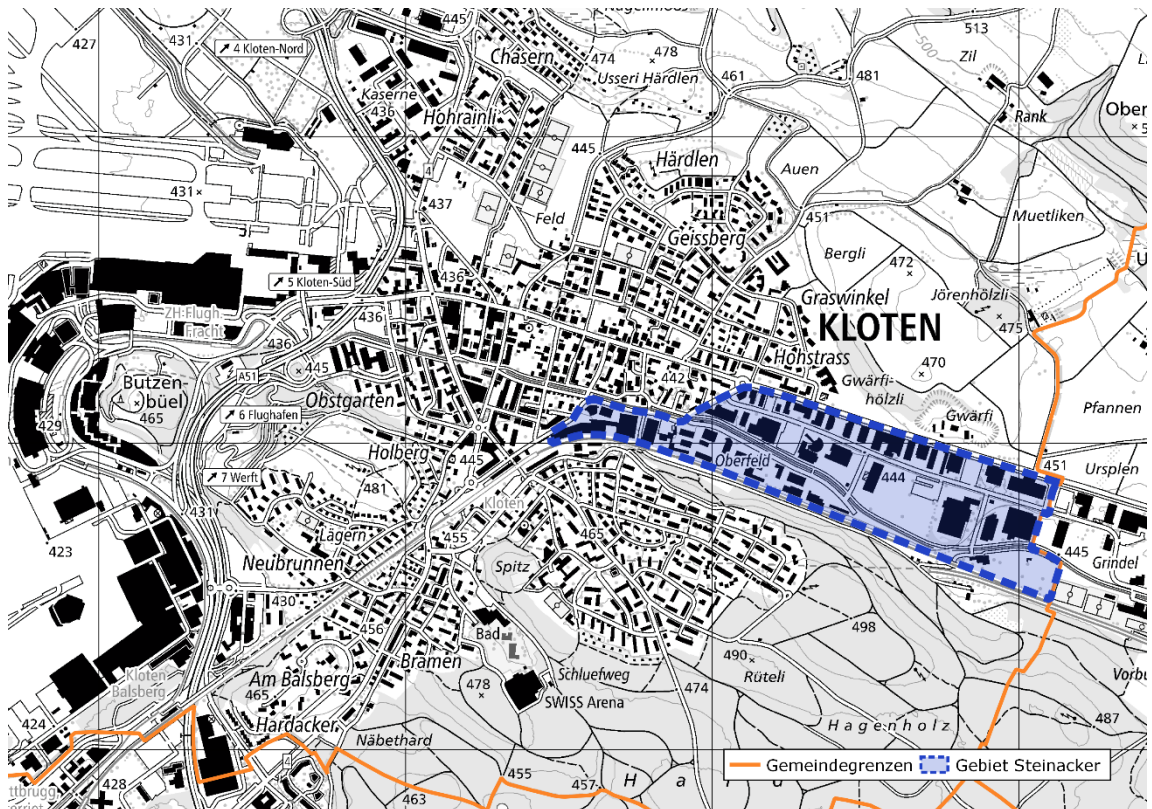 427
431
4 Kloten-Nord
445
Chasern
474
478
Usseri Härdlen
461
481
500
Zil
513
Rank
Kaserne
436
Hohrainli
445
Härdlen
Auen
431
4
437
Feld
Geissberg
451
Muetliken
Bergli
472
436
5 Kloten-Süd
Graswinkel
Jörenhölzli
475
ZH-Flugh.
Fracht
436
KLOTEN
Hohstrass
436
445
A51
442
470
Butzen-
büel
465
Obstgarten
Gwärfi-
hölzli
Gwärfi
Pfannen
429
6 Flughafen
Holberg
445
Oberfeld
444
451
Ursplen
7 Werft
481
Kloten
431
423
Lägern
455
465
445
Grindel
Neubrunnen
Spitz
430
456
498
Bad
490
Rüteli
Bramen
Schluefweg
Kloten
Balsberg
Am Balsberg
465
478
SWISS Arena
474
487
424
Hardacker
Hagenholz
Näbethard
4
455
457
H a
428
463
Gemeindegrenzen
Gebiet Steinacker